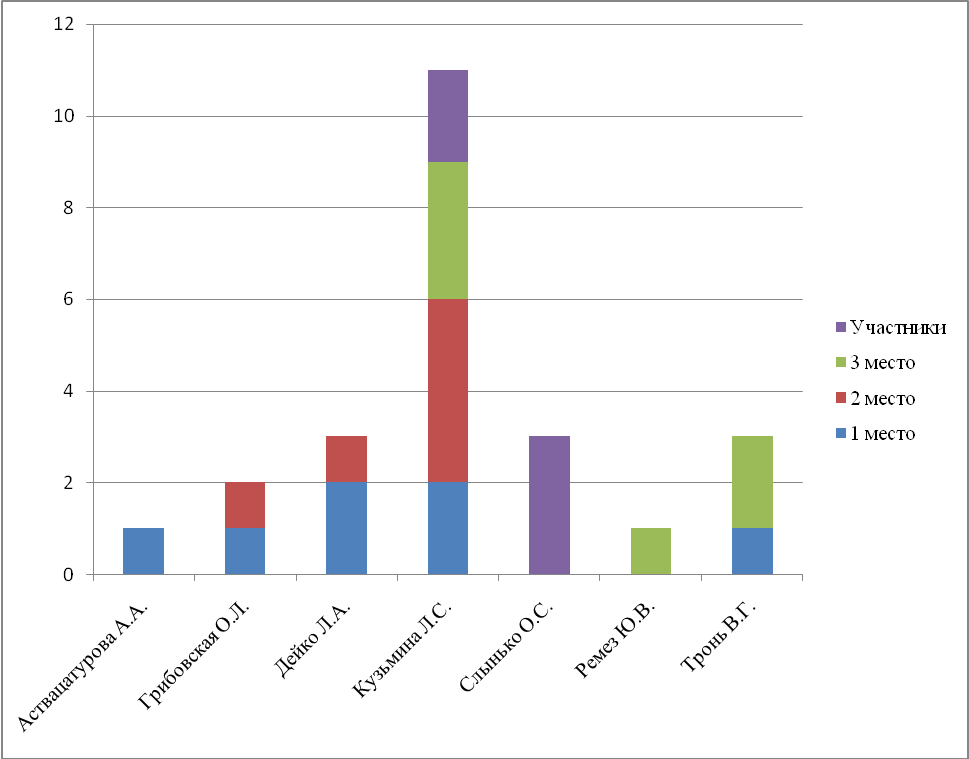 12
10
8
6
4
2
0
Аствацатурова А.А.
Грибовская О.Л.
Дейко Л.А.
Кузьмина Л.С.
Слынько О.С.
Ремез Ю.В.
Тронь В.Г.
Участники
3 место
2 место
1 место